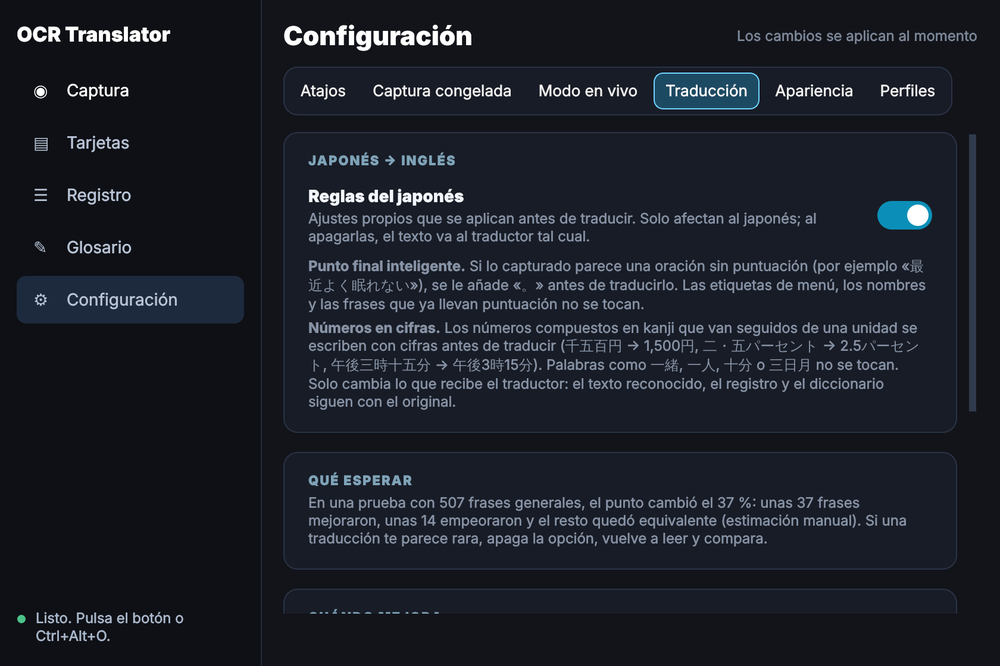 OCR Translator
Captura
Tarjetas
Registro
Glosario
Configuración
Listo. Pulsa el botón o
Ctrl+Alt+O.
Configuración
Los cambios se aplican al momento
Atajos Captura congelada Modo en vivo Traducción Apariencia Perfiles
JAPONÉS → INGLÉS
Reglas del japonés
Ajustes propios que se aplican antes de traducir. Solo afectan al japonés; al
apagarlas, el texto va al traductor tal cual.
Punto final inteligente. Si lo capturado parece una oración sin puntuación (por ejemplo «最
近よく眠れない»), se le añade «。» antes de traducirlo. Las etiquetas de menú, los nombres
y las frases que ya llevan puntuación no se tocan.
Números en cifras. Los números compuestos en kanji que van seguidos de una unidad se
escriben con cifras antes de traducir (千五百円 → 1,500円, 二・五パーセント → 2.5パーセン
ト, 午後三時十五分 → 午後3時15分). Palabras como 一緒, 一人, 十分 o 三日月 no se tocan.
Solo cambia lo que recibe el traductor: el texto reconocido, el registro y el diccionario
siguen con el original.
QUÉ ESPERAR
En una prueba con 507 frases generales, el punto cambió el 37 %: unas 37 frases
mejoraron, unas 14 empeoraron y el resto quedó equivalente (estimación manual). Si una
traducción te parece rara, apaga la opción, vuelve a leer y compara.
CUÁNDO MEJORA